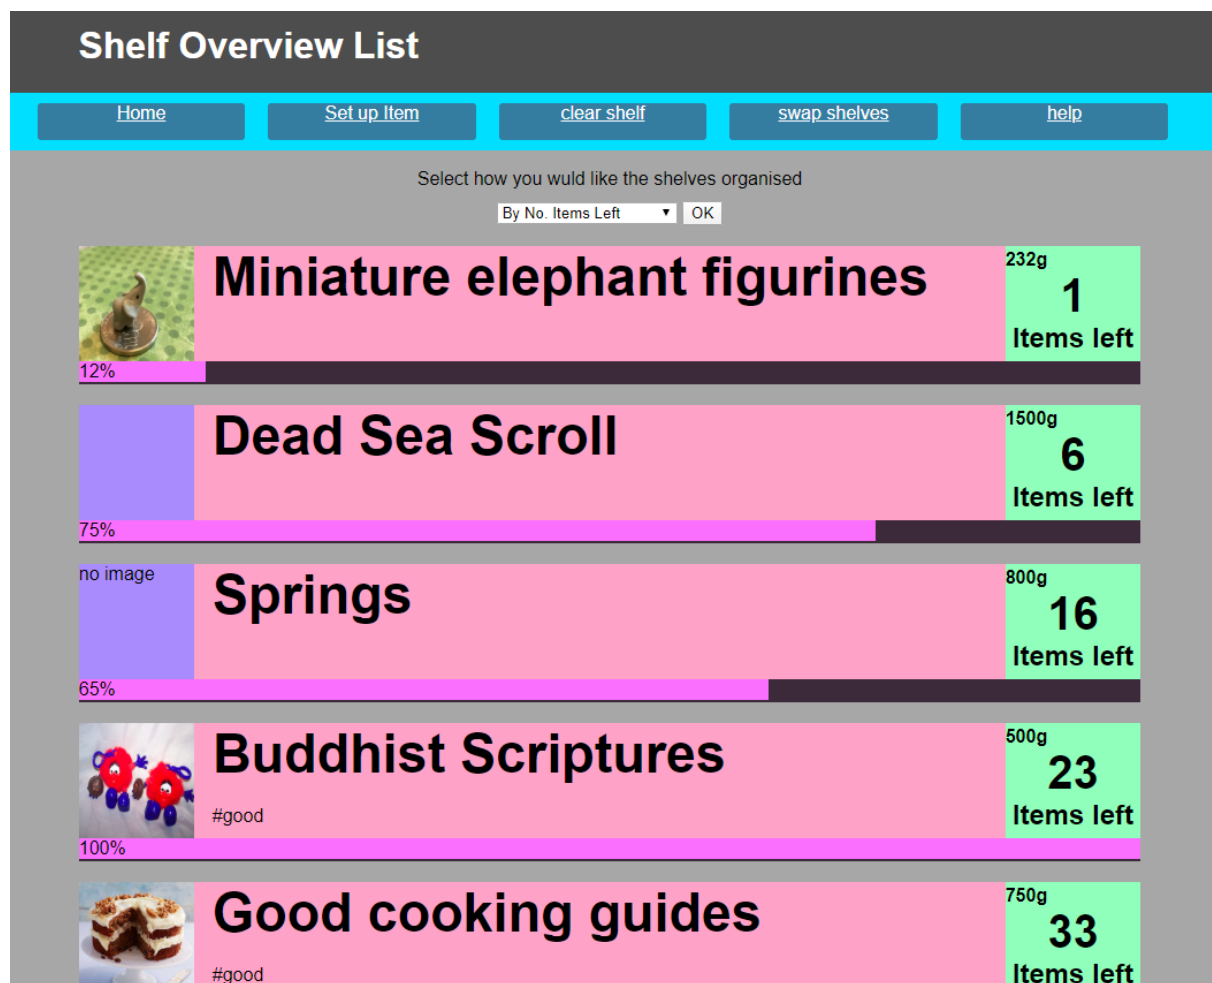 Shelf Overview List
Home Set up Item clear shelf swap shelves help
Select how you wuld like the shelves organised
By No. Items Left OK
Miniature elephant figurines
232g
1
Items left
12%
Dead Sea Scroll
1500g
6
Items left
75%
no image
Springs
800g
16
Items left
65%
Buddhist Scriptures
#good
500g
23
Items left
100%
Good cooking guides
#good
750g
33
Items left